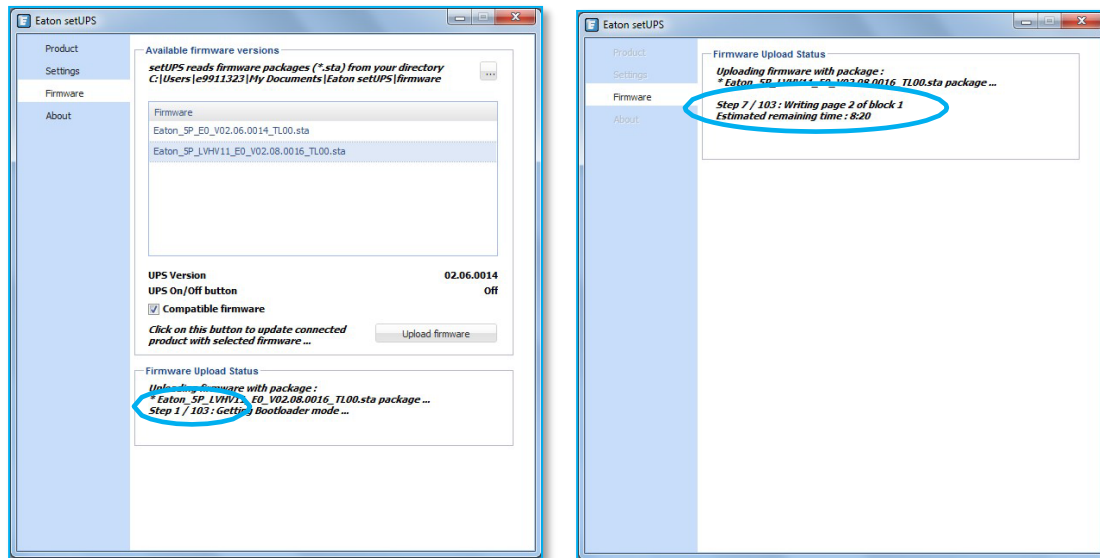 Eaton setUPS
Product
Settings
Firmware
About
Available firmware versions
setUPS reads firmware packages (*.sta) from your directory
C:\Users\e9911323\My Documents\Eaton setUPS\firmware
...
Firmware
Eaton_5P_E0_V02.06.0014_TL00.sta
Eaton_5P_LVHV11_E0_V02.08.0016_TL00.sta
UPS Version 02.06.0014
UPS On/Off button Off
Compatible firmware
Click on this button to update connected
product with selected firmware ...
Upload firmware
Firmware Upload Status
Uploading firmware with package :
* Eaton_5P_LVHV11_E0_V02.08.0016_TL00.sta package ...
Step 1 / 103 : Getting Bootloader mode ...
Eaton setUPS
Product
Settings
Firmware
About
Firmware Upload Status
Uploading firmware with package :
* Eaton_5P_LVHV11_E0_V02.08.0016_TL00.sta package ...
Step 7 / 103 : Writing page 2 of block 1
Estimated remaining time : 8:20